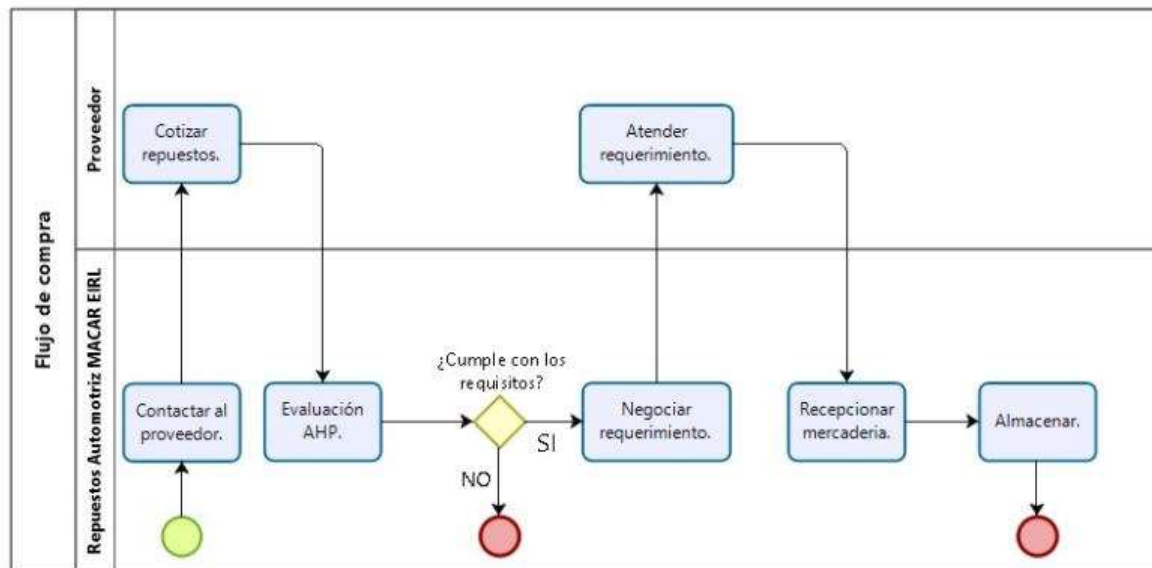 Flujo de compra
Proveedor
Cotizar
repuestos.
Atender
requerimiento.
Repuestos Automotriz MACAR EIRL
¿Cumple con los
requisitos?
Contactar al
proveedor.
Evaluación
AHP.
SI
NO
Negociar
requerimiento.
Recepcionar
mercaderia.
Almacenar.